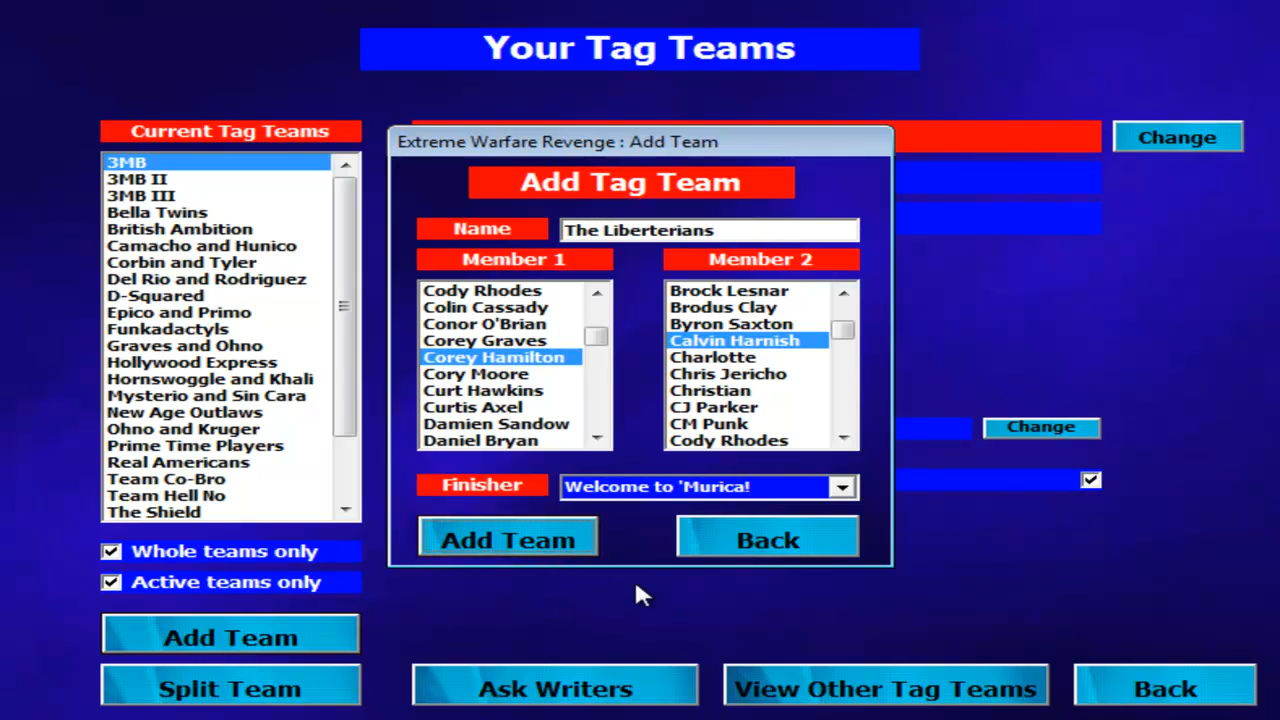 Your Tag Teams
Current Tag Teams
3MB
3MB II
3MB III
Bella Twins
British Ambition
Camacho and Hunico
Corbin and Tyler
Del Rio and Rodriguez
D-Squared
Epico and Primo
Funkadactyls
Graves and Ohno
Hollywood Express
Hornswoggle and Khali
Mysterio and Sin Cara
New Age Outlaws
Ohno and Kruger
Prime Time Players
Real Americans
Team Co-Bro
Team Hell No
The Shield
Whole teams only
Active teams only
Add Team
Split Team
Extreme Warfare Revenge : Add Team
Add Tag Team
Name
The Liberterians
Member 1
Cody Rhodes
Colin Cassady
Conor O'Brian
Corey Graves
Corey Hamilton
Cory Moore
Curt Hawkins
Curtis Axel
Damien Sandow
Daniel Bryan
Member 2
Brock Lesnar
Brodus Clay
Byron Saxton
Calvin Harnish
Charlotte
Chris Jericho
Christian
CJ Parker
CM Punk
Cody Rhodes
Finisher
Welcome to 'Murica!
Add Team
Back
Change
Change
Ask Writers
View Other Tag Teams
Back